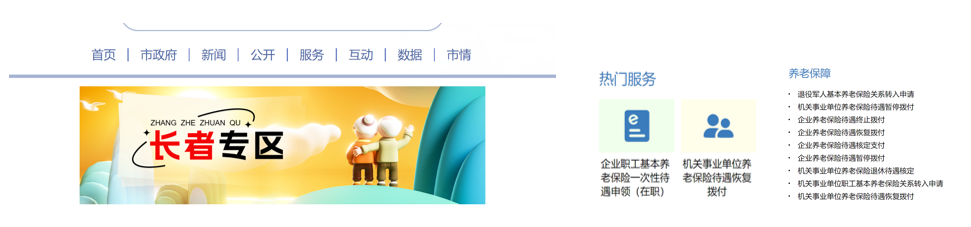 首页 | 市政府 | 新闻 | 公开 | 服务 | 互动 | 数据 | 市情
ZHANG ZHE ZHUAN QU
长者专区
热门服务
企业职工基本养
老保险一次性待
遇申领（在职）
机关事业单位养
老保险待遇恢复
拨付
养老保障
· 退役军人基本养老保险关系转入申请
· 机关事业单位养老保险待遇暂停拨付
· 企业养老保险待遇终止拨付
· 企业养老保险待遇恢复拨付
· 企业养老保险待遇核定支付
· 企业养老保险待遇暂停拨付
· 机关事业单位养老保险退休待遇核定
· 机关事业单位职工基本养老保险关系转入申请
· 机关事业单位养老保险待遇恢复拨付